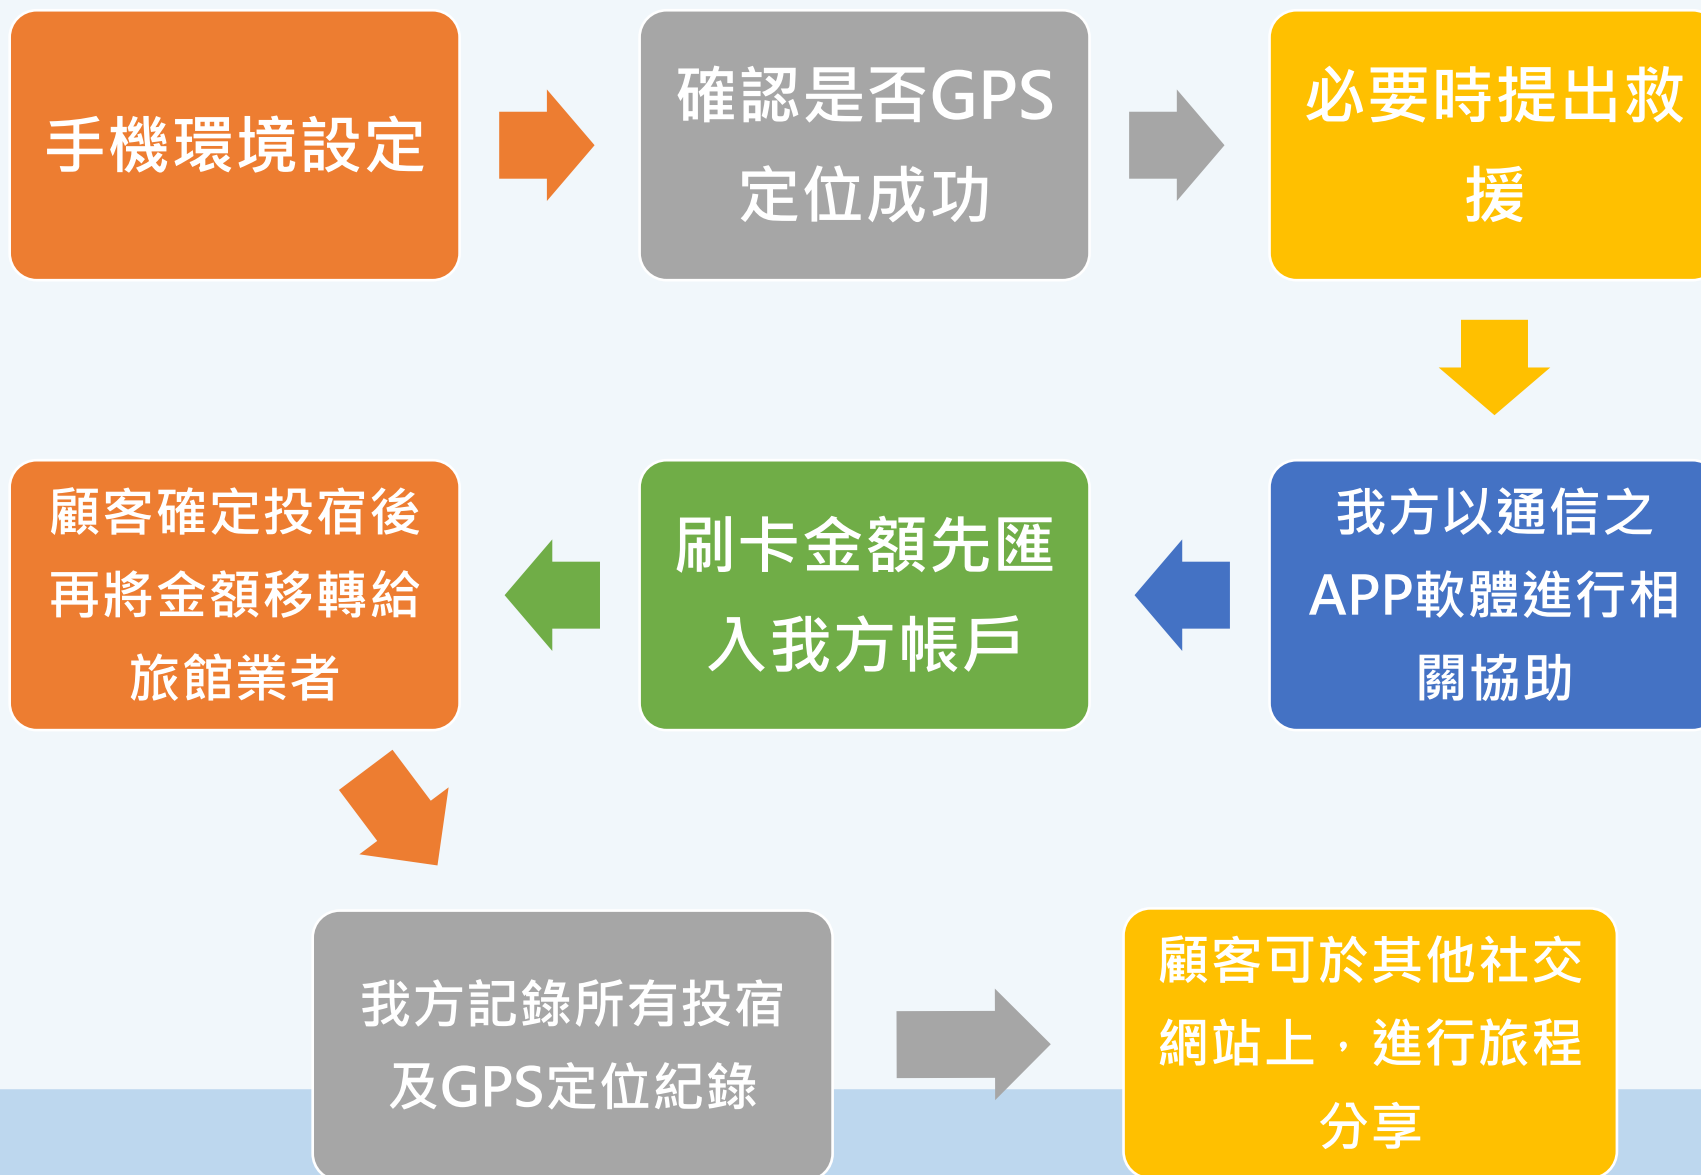 手機環境設定
確認是否GPS
定位成功
必要時提出救
援
我方以通信之
APP軟體進行相
關協助
刷卡金額先匯
入我方帳戶
顧客確定投宿後
再將金額移轉給
旅館業者
我方記錄所有投宿
及GPS定位紀錄
顧客可於其他社交
網站上，進行旅程
分享